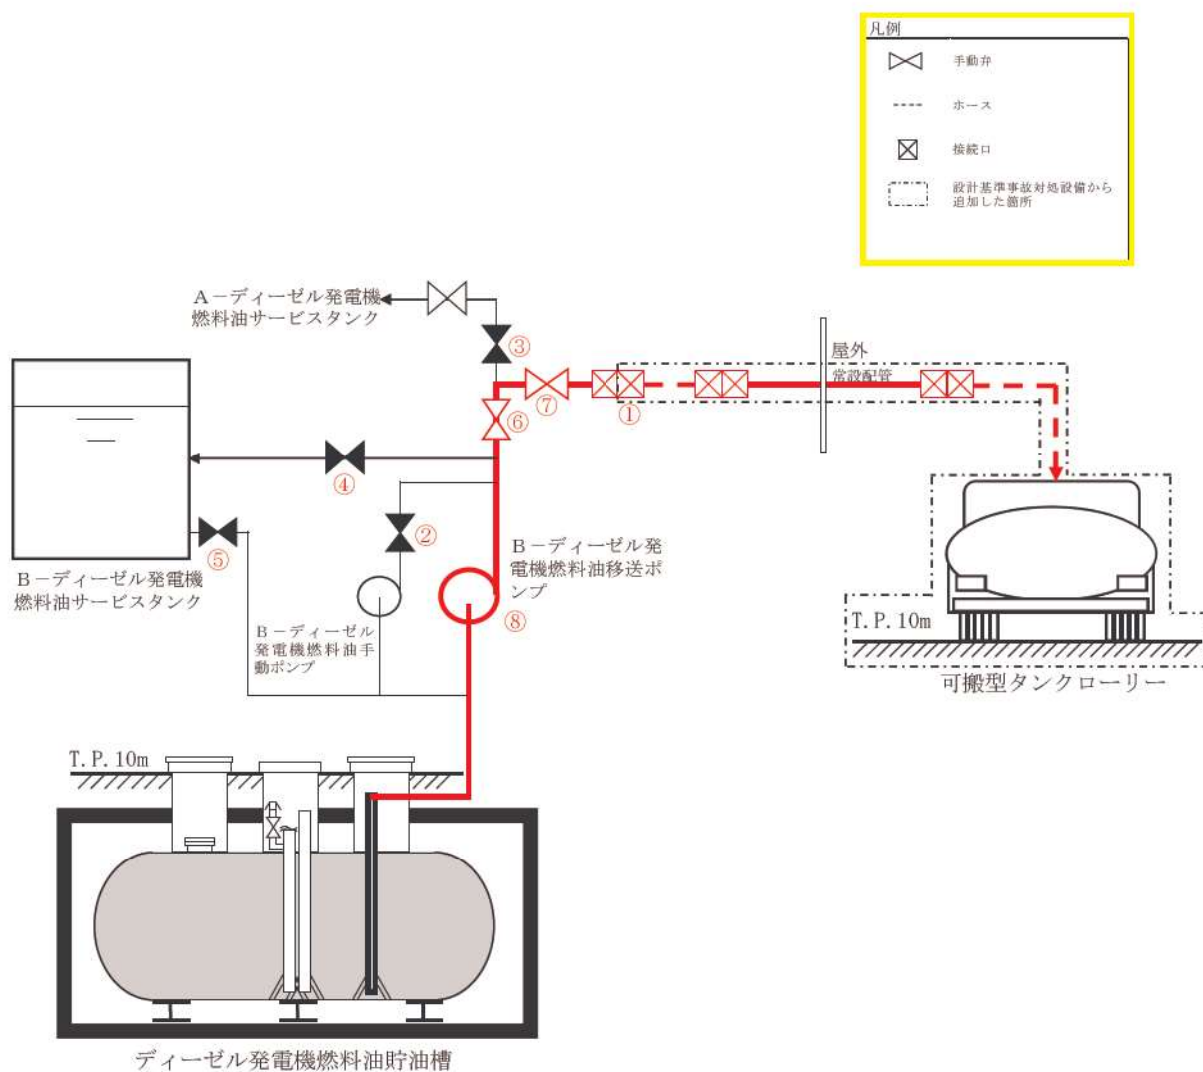 凡例
手動弁
ホース
接続口
設計基準事故対処設備から
追加した箇所
A－ディーゼル発電機
燃料油サービスタンク
③
屋外
常設配管
⑦
①
⑥
④
②
⑤
B－ディーゼル発
電機燃料油移送ポ
ンプ
B－ディーゼル発電機
燃料油サービスタンク
⑧
B－ディーゼル
発電機燃料油手
動ポンプ
T.P.10m
可搬型タンクローリー
T.P.10m
ディーゼル発電機燃料油貯油槽